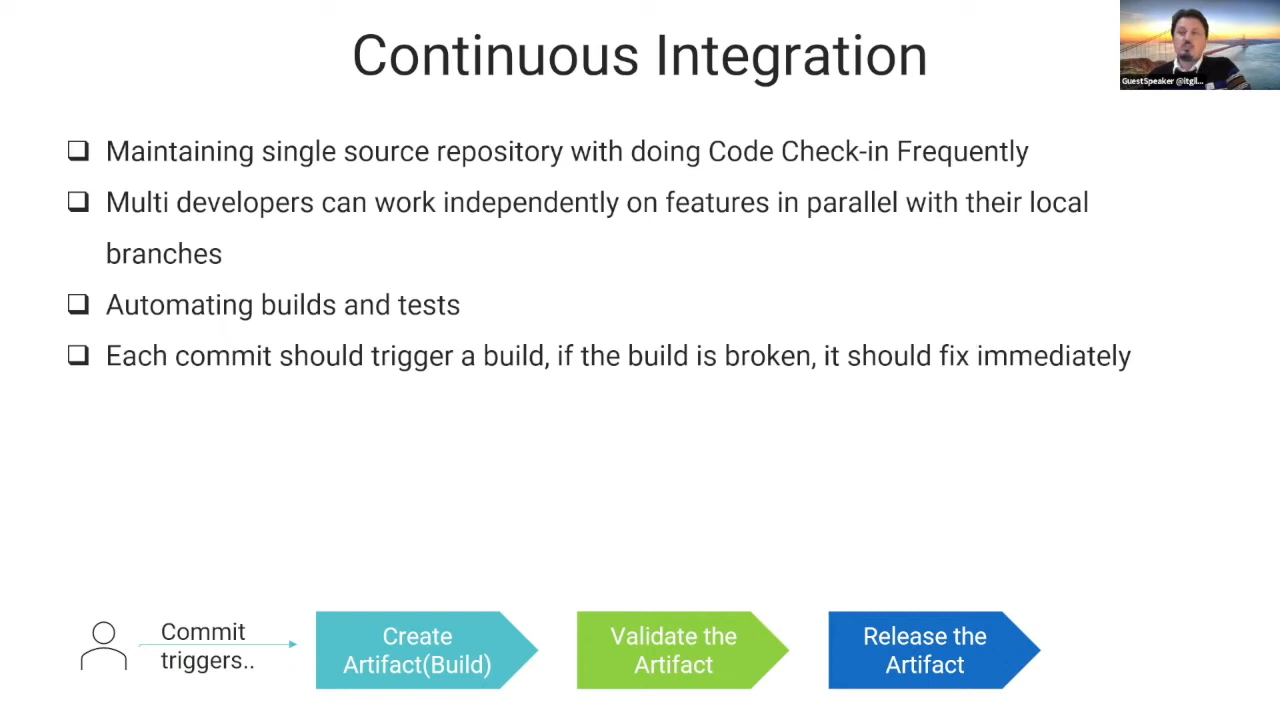 Continuous Integration
GuestSpeaker @itgil...
Maintaining single source repository with doing Code Check-in Frequently
Multi developers can work independently on features in parallel with their local
branches
Automating builds and tests
Each commit should trigger a build, if the build is broken, it should fix immediately
Commit
triggers..
Create
Artifact(Build)
Validate the
Artifact
Release the
Artifact